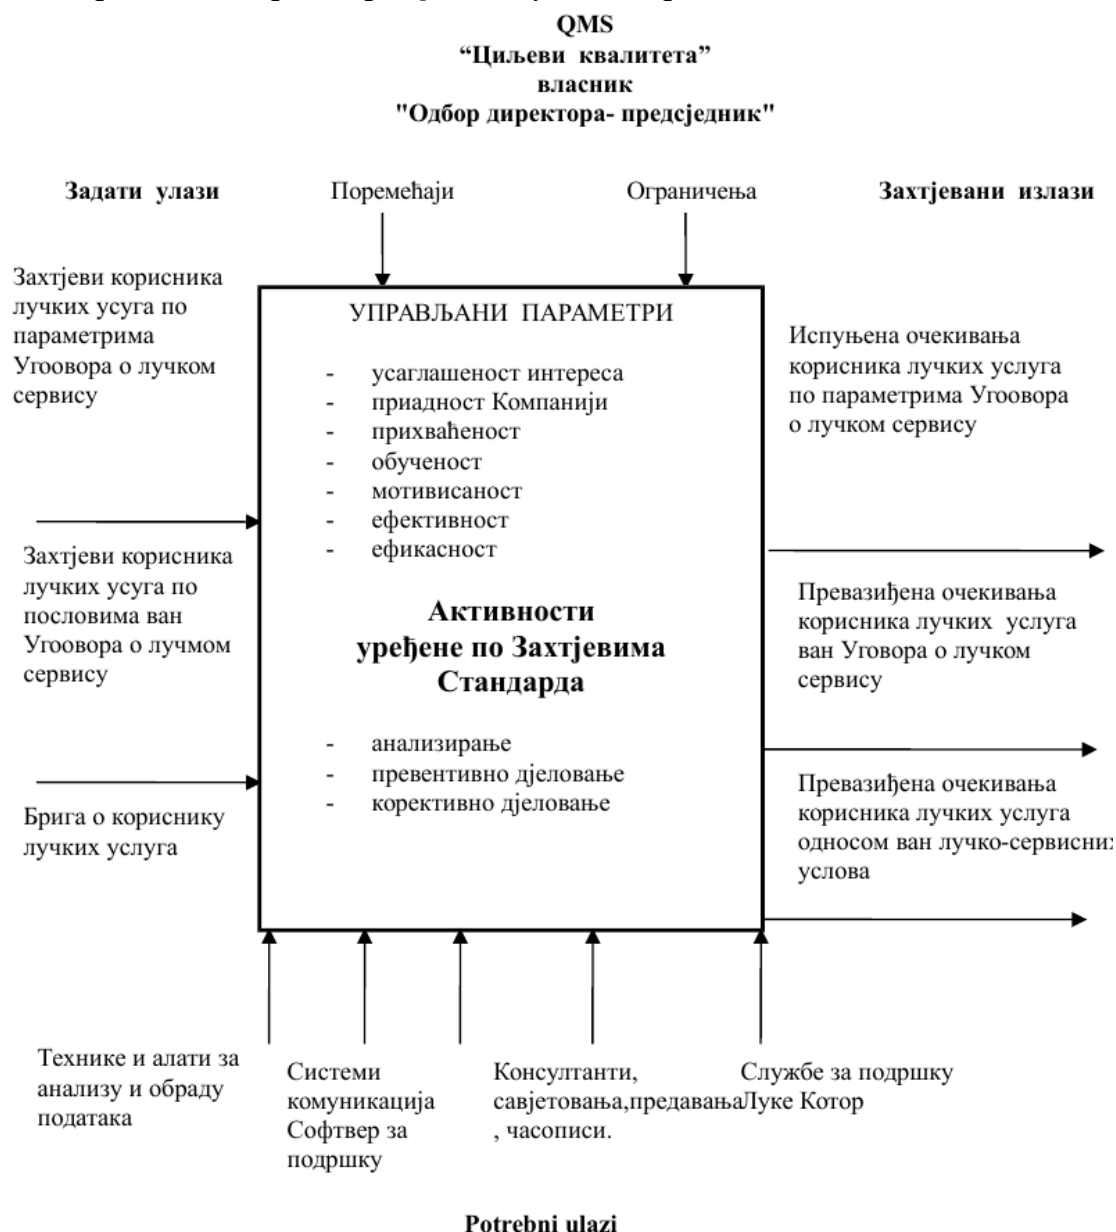 QMS
“Циљеви квалитета”
власник
"Одбор директора- предсједник"
Задати улази
Поремећаји
Ограничења
Захтјевани излази
Захтјеви корисника
лучких усуга по
параметрима
Угоовора о лучком
сервису
УПРАВЉАНИ ПАРАМЕТРИ
- усаглашеност интереса
- приадност Компанији
- прихваћеност
- обученост
- мотивисаност
- ефективност
- ефикасност
Испуњена очекивања
корисника лучких услуга
по параметрима Угоовора
о лучком сервису
Захтјеви корисника
лучких усуга по
пословима ван
Угоовора о лучмом
сервису
Активности
уређене по Захтјевима
Стандарда
Превазиђена очекивања
корисника лучких услуга
ван Уговора о лучком
сервису
- анализирање
- превентивно дјеловање
- корективно дјеловање
Брига о кориснику
лучких услуга
Превазиђена очекивања
корисника лучких услуга
односом ван лучко-сервисних
услова
Технике и алати за
анализу и обраду
података
Системи
комуникација
Софтвер за
подршку
Консултанти,
савјетовања,предавања
, часописи.
Службе за подршку
Луке Котор
Potrebni ulazi